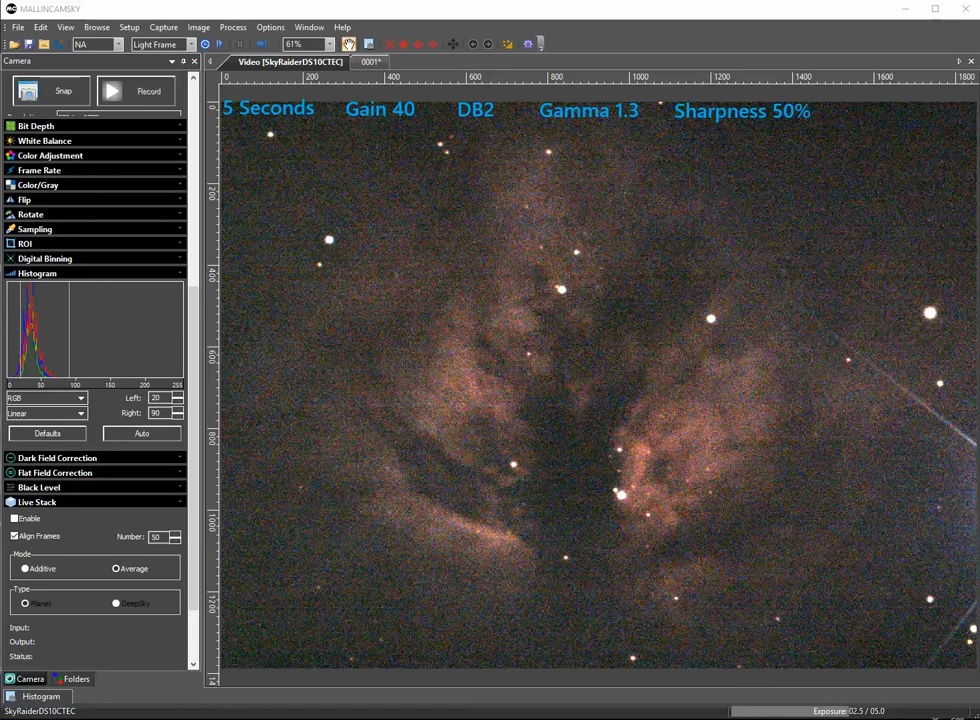 MALLINCAMSKY
File Edit View Browse Setup Capture Image Process Options Window Help
NA Light Frame 61%
Camera
Video [SkyRaiderDS10CTEC] 0001*
Snap Record
0 200 400 600 800 1000 1200 1400 1600 1800
5 Seconds Gain 40 DB2 Gamma 1.3 Sharpness 50%
Bit Depth
White Balance
Color Adjustment
Frame Rate
Color/Gray
Flip
Rotate
Sampling
ROI
Digital Binning
Histogram
0 50 100 150 200 255
RGB Left: 20
Linear Right: 90
Defaults Auto
Dark Field Correction
Flat Field Correction
Black Level
Live Stack
Enable
Align Frames Number: 50
Mode
Additive Average
Type
Planet DeepSky
Input:
Output:
Status:
0
200
400
600
800
1000
1200
14
Camera Folders
Histogram
SkyRaiderDS10CTEC Exposure: 02.5 / 05.0